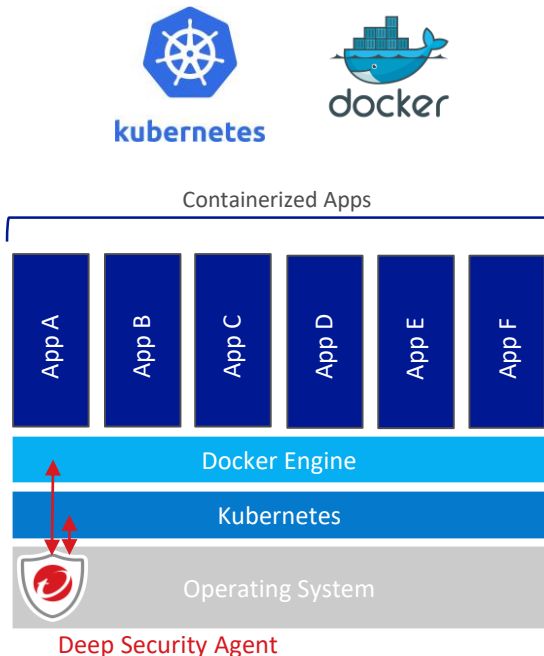 kubernetes
docker
Containerized Apps
App A
App B
App C
App D
App E
App F
Docker Engine
Kubernetes
Operating System
Deep Security Agent